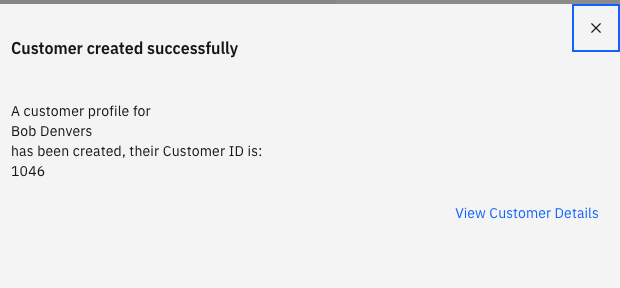 Customer created successfully
A customer profile for
Bob Denvers
has been created, their Customer ID is:
1046
View Customer Details